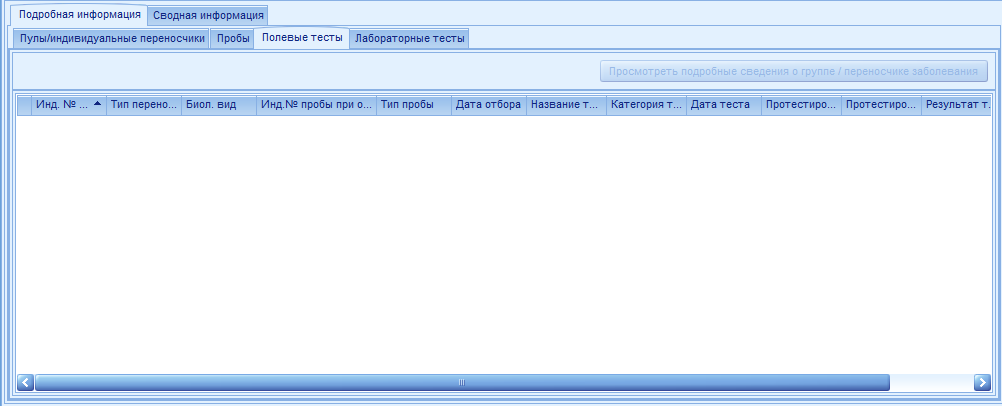 Подробная информация Сводная информация
Пулы/индивидуальные переносчики Пробы Полевые тесты Лабораторные тесты
Просмотреть подробные сведения о группе / переносчике заболевания
Инд. № ... Тип перено... Биол. вид Инд.№ пробы при о... Тип пробы Дата отбора Название т... Категория т... Дата теста Протестиро... Протестиро... Результат т...